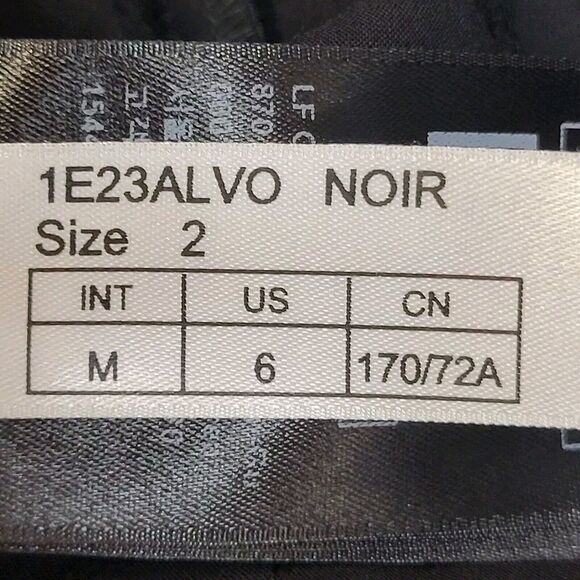 1E23ALVO NOIR
Size 2
INT US CN
M 6 170/72A